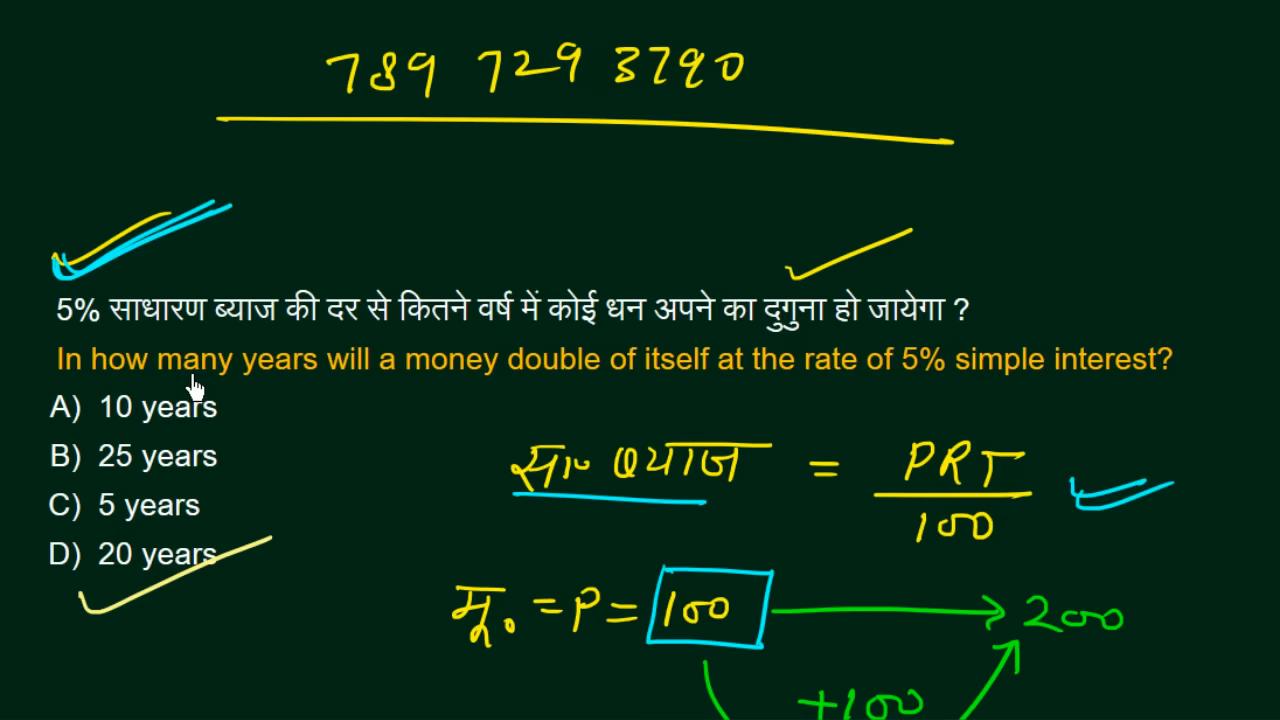 789 729 3790
5% साधारण ब्याज की दर से कितने वर्ष में कोई धन अपने का दुगुना हो जायेगा ?
In how many years will a money double of itself at the rate of 5% simple interest?
A) 10 years
B) 25 years
C) 5 years
D) 20 years
सा० ब्याज = PRT
100
मू. = P = 100
200
+100